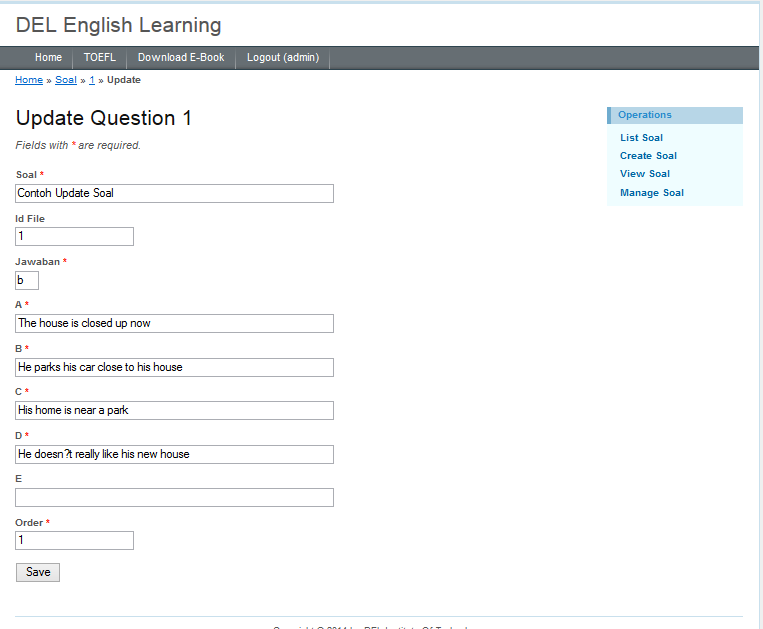 DEL English Learning
Home TOEFL Download E-Book Logout (admin)
Home » Soal » 1 » Update
Update Question 1
Fields with * are required.
Soal *
Contoh Update Soal
Id File
1
Jawaban *
b
A *
The house is closed up now
B *
He parks his car close to his house
C *
His home is near a park
D *
He doesn?t really like his new house
E
Order *
1
Save
Operations
List Soal
Create Soal
View Soal
Manage Soal